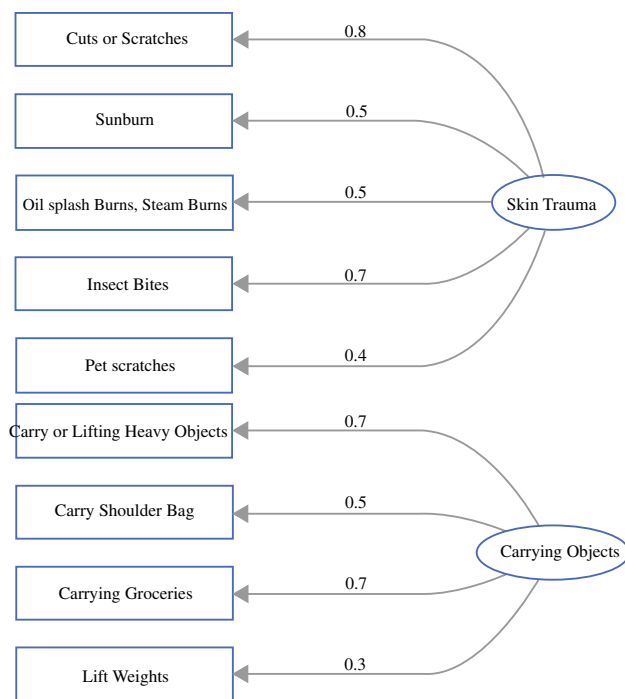 Cuts or Scratches
0.8
Sunburn
0.5
Oil splash Burns, Steam Burns
0.5
Skin Trauma
Insect Bites
0.7
Pet scratches
0.4
Carry or Lifting Heavy Objects
0.7
Carry Shoulder Bag
0.5
Carrying Objects
Carrying Groceries
0.7
Lift Weights
0.3